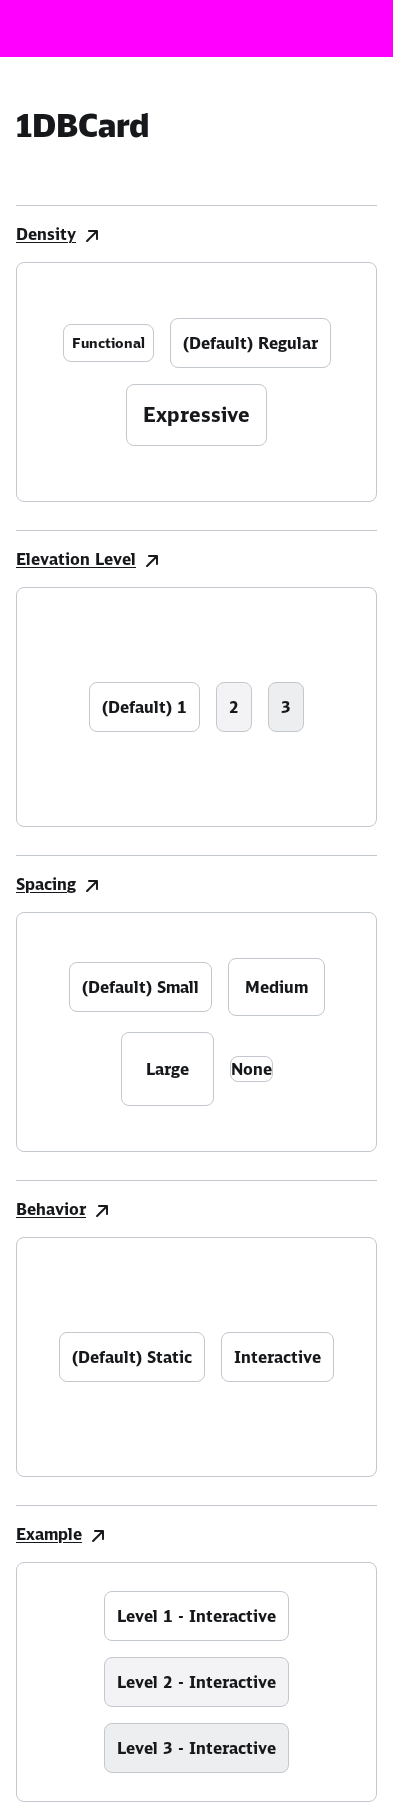 1DBCard
Density
Functional
(Default) Regular
Expressive
Elevation Level
(Default) 1
2
3
Spacing
(Default) Small
Medium
Large
None
Behavior
(Default) Static
Interactive
Example
Level 1 - Interactive
Level 2 - Interactive
Level 3 - Interactive